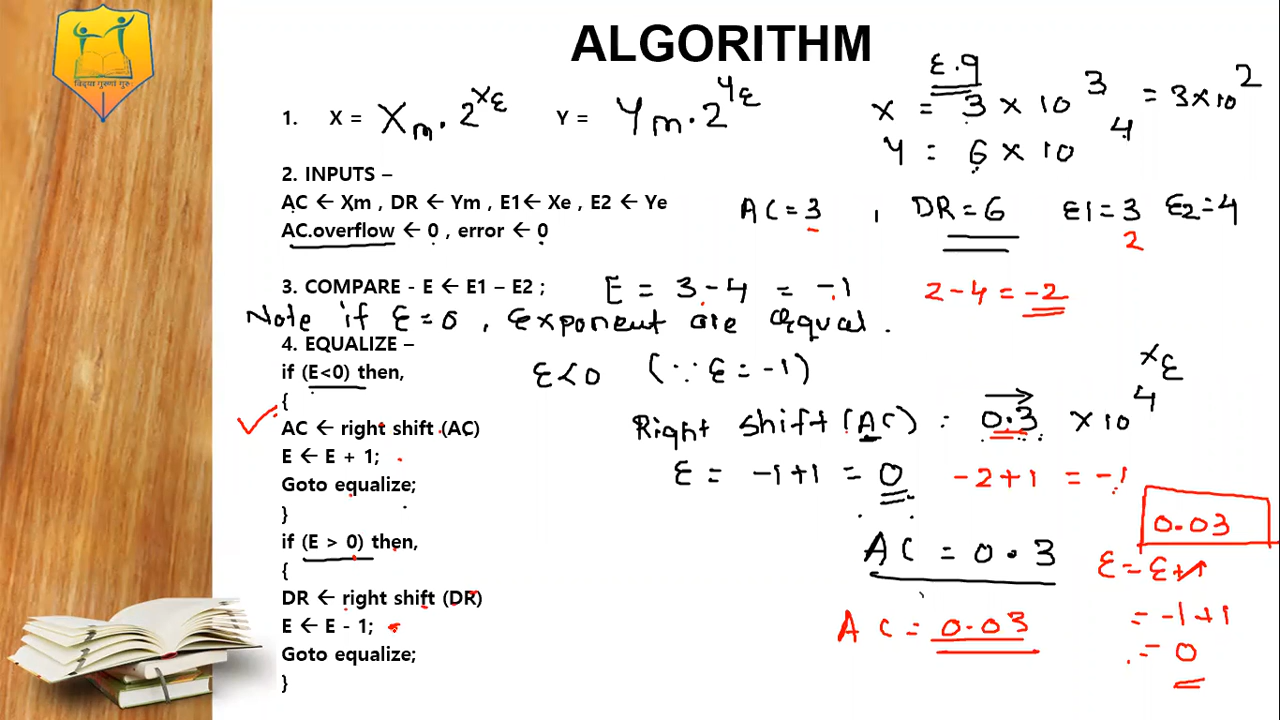 ALGORITHM
विद्या गुरुणां गुरुः
1. X = Xm . 2^XE Y = Ym . 2^YE
E.g
X = 3 × 10^3 = 3×10^2
Y = 6 × 10^4
2. INPUTS –
AC ← Xm , DR ← Ym , E1← Xe , E2 ← Ye
AC = 3 , DR = 6 E1 = 3 E2 = 4
2
AC.overflow ← 0 , error ← 0
3. COMPARE - E ← E1 – E2 ; E = 3 - 4 = -1 2 - 4 = -2
Note if E = 0 , Exponent are equal .
4. EQUALIZE –
if (E<0) then, E<0 (∵ E = -1)
{
AC ← right shift (AC) Right shift (AC) = 0.3 × 10^4 XE
E ← E + 1; E = -1+1 = 0 -2+1 = -1
Goto equalize;
}
0.03
if (E > 0) then, AC = 0.3 E = E+1
{
DR ← right shift (DR)
E ← E - 1; AC = 0.03 = -1+1
Goto equalize; = 0
}